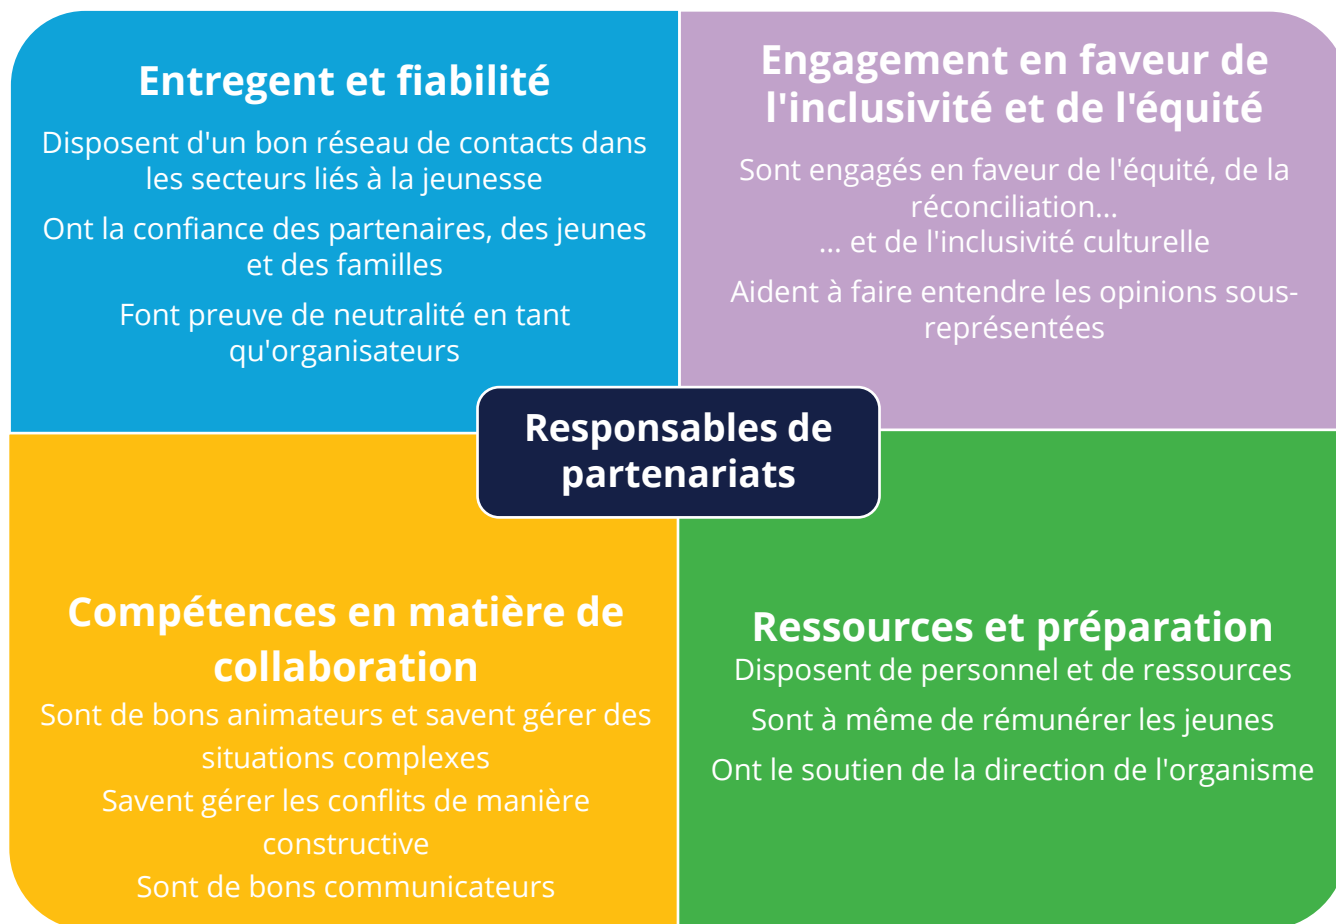 Entregent et fiabilité
Disposent d'un bon réseau de contacts dans
les secteurs liés à la jeunesse
Ont la confiance des partenaires, des jeunes
et des familles
Font preuve de neutralité en tant
qu'organisateurs
Engagement en faveur de
l'inclusivité et de l'équité
Sont engagés en faveur de l'équité, de la
réconciliation...
... et de l'inclusivité culturelle
Aident à faire entendre les opinions sous-
représentées
Responsables de
partenariats
Compétences en matière de
collaboration
Sont de bons animateurs et savent gérer des
situations complexes
Savent gérer les conflits de manière
constructive
Sont de bons communicateurs
Ressources et préparation
Disposent de personnel et de ressources
Sont à même de rémunérer les jeunes
Ont le soutien de la direction de l'organisme